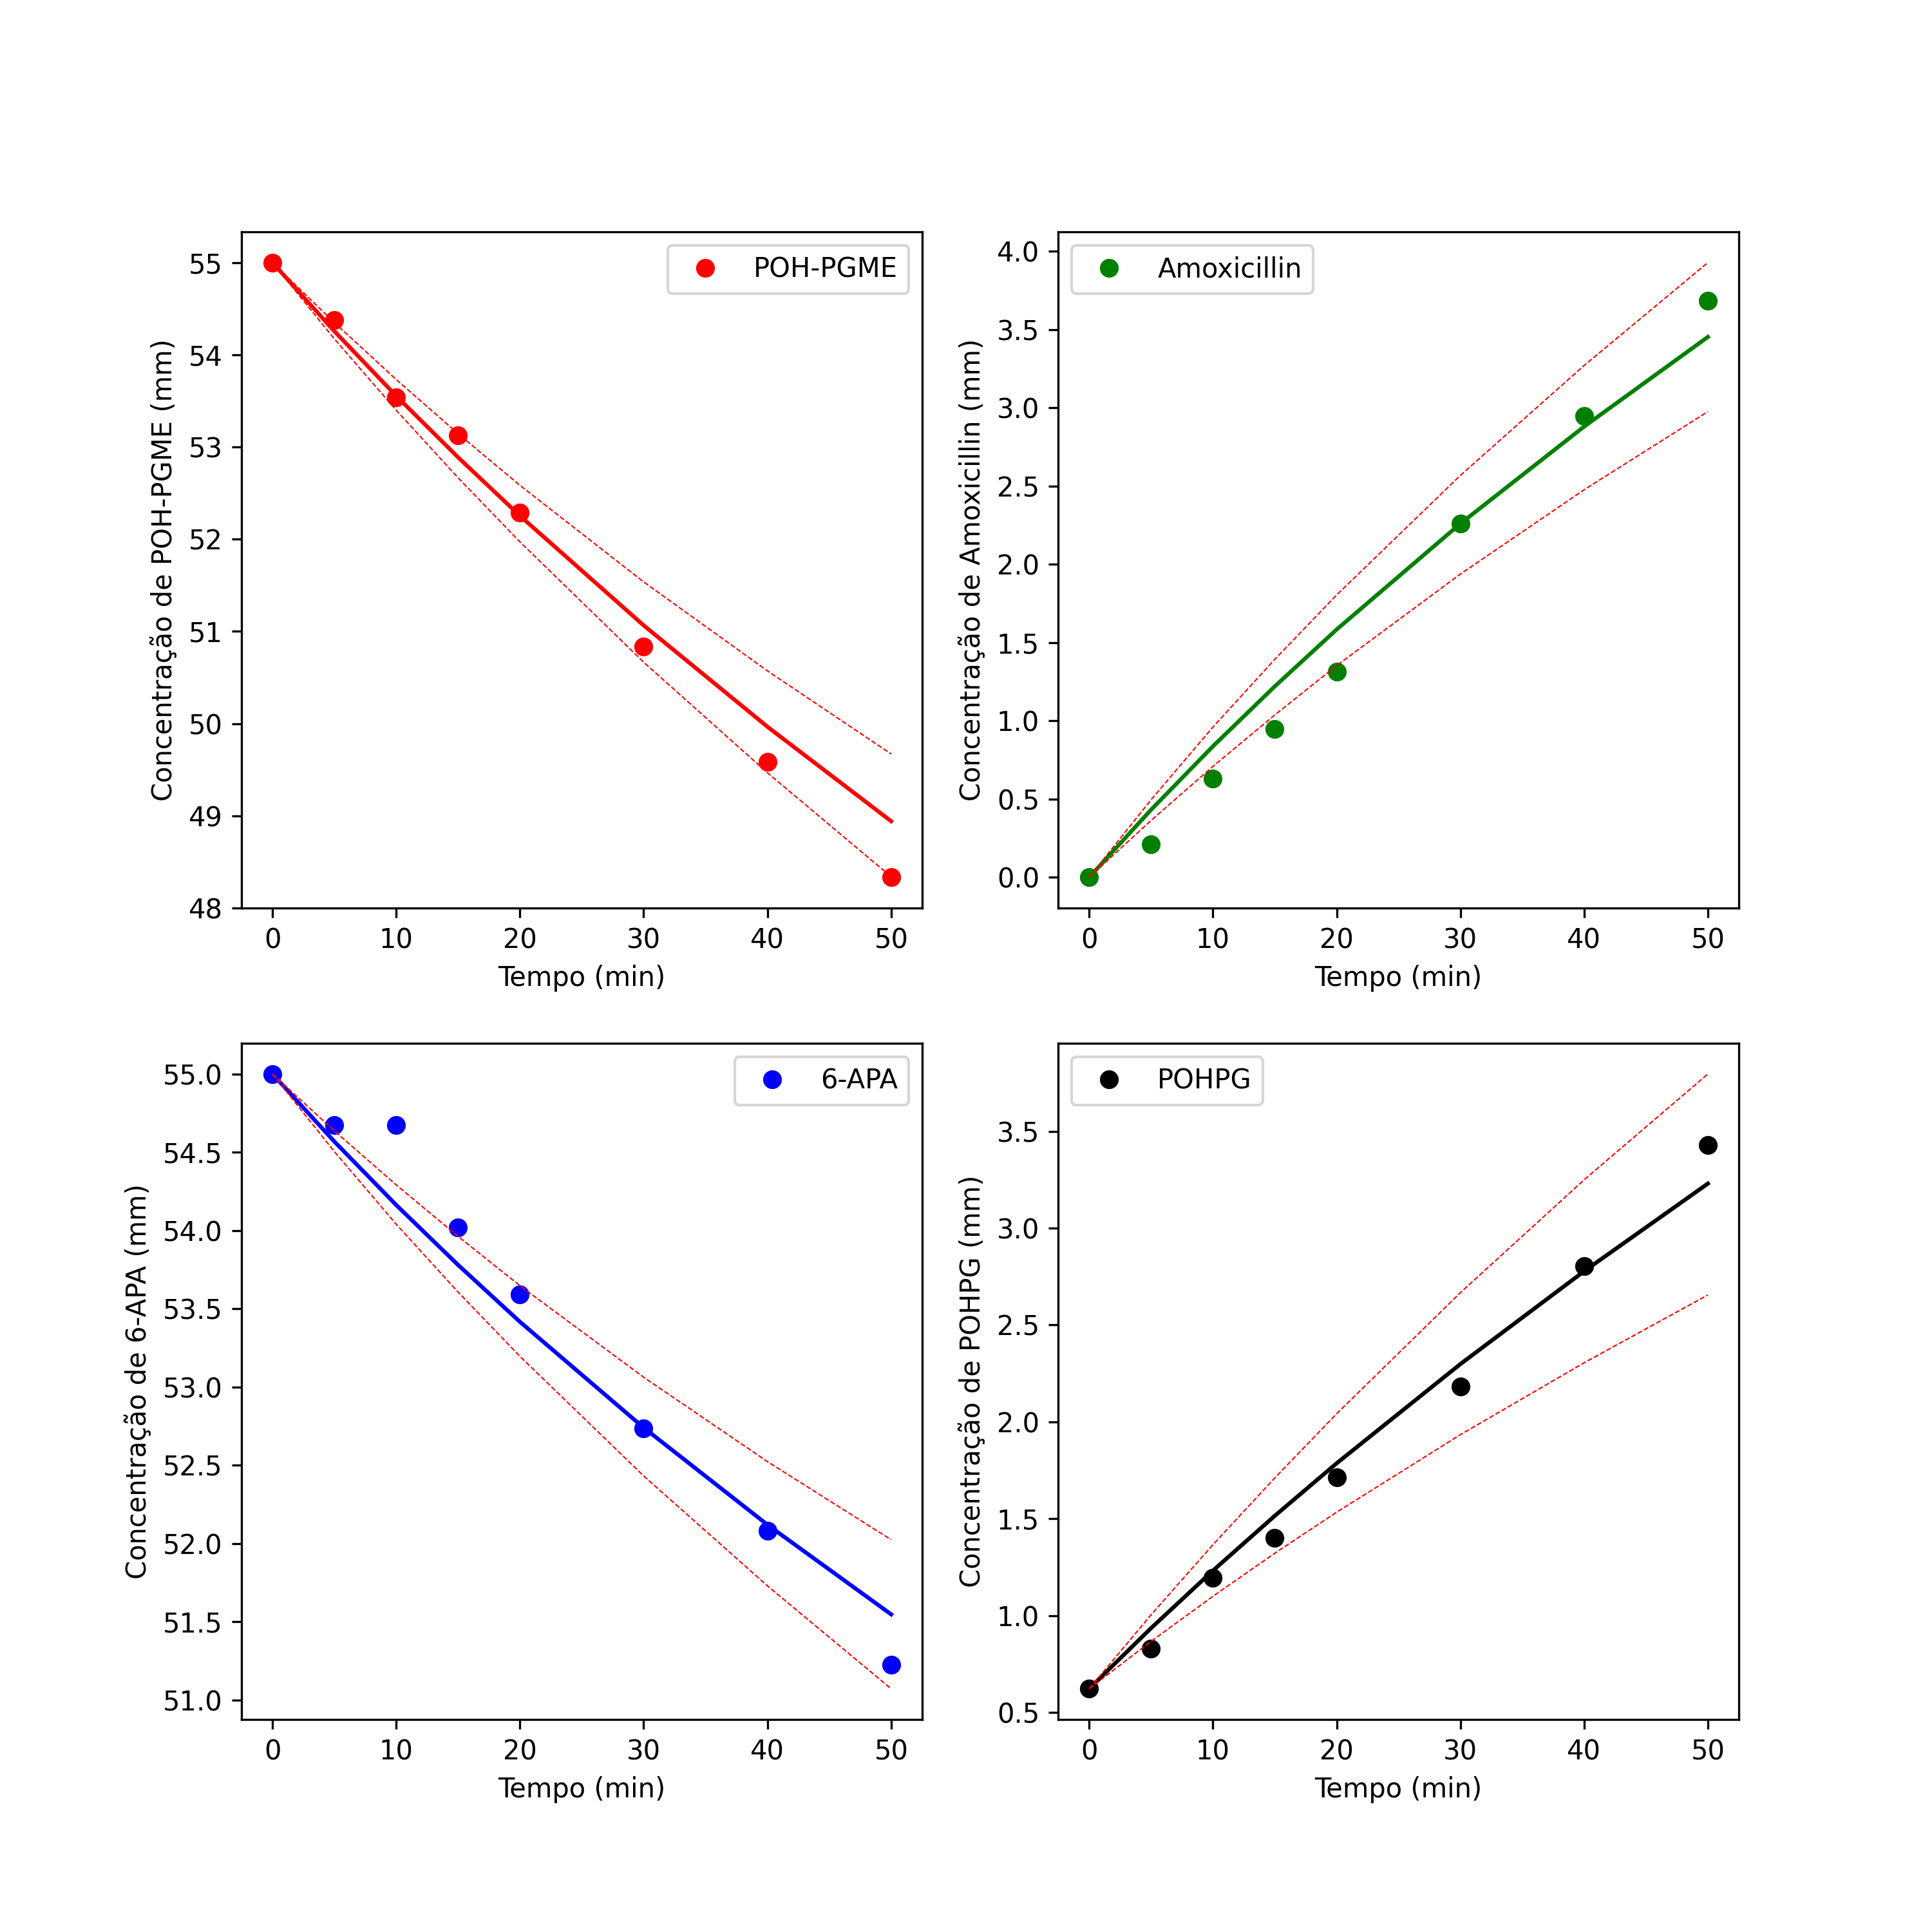 POH-PGME
Concentração de POH-PGME (mm)
55
54
53
52
51
50
49
48
0 10 20 30 40 50
Tempo (min)
Amoxicillin
Concentração de Amoxicillin (mm)
4.0
3.5
3.0
2.5
2.0
1.5
1.0
0.5
0.0
0 10 20 30 40 50
Tempo (min)
6-APA
Concentração de 6-APA (mm)
55.0
54.5
54.0
53.5
53.0
52.5
52.0
51.5
51.0
0 10 20 30 40 50
Tempo (min)
POHPG
Concentração de POHPG (mm)
3.5
3.0
2.5
2.0
1.5
1.0
0.5
0 10 20 30 40 50
Tempo (min)